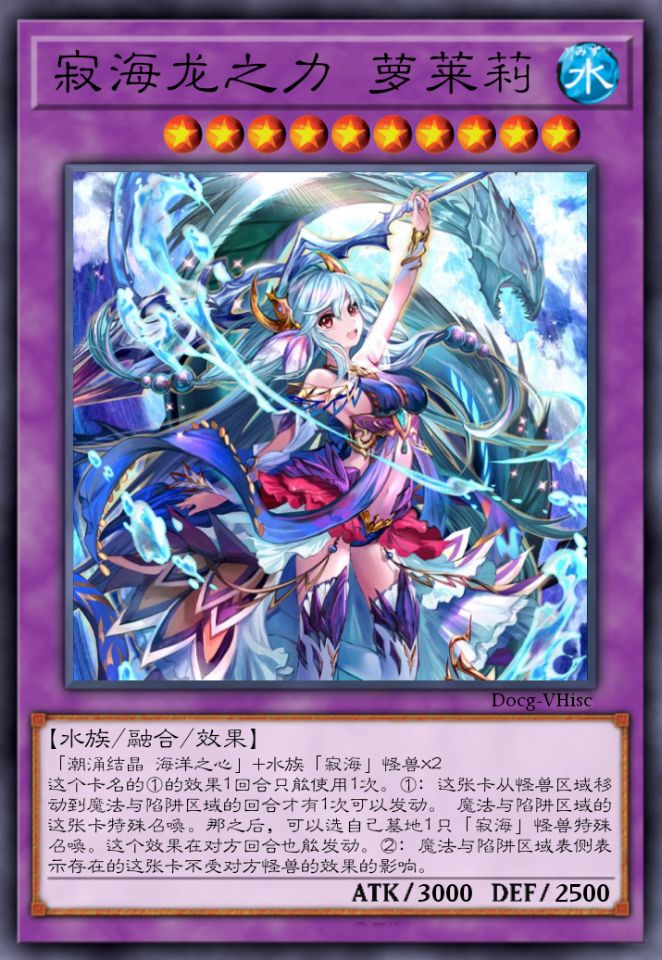 寂海龙之力 萝莱莉
みず
水
Docg-VHisc
【水族/融合/效果】
「潮涌结晶 海洋之心」+水族「寂海」怪兽x2
这个卡名的①的效果1回合只能使用1次。①：这张卡从怪兽区域移
动到魔法与陷阱区域的回合才有1次可以发动。 魔法与陷阱区域的
这张卡特殊召唤。那之后，可以选自己墓地1只「寂海」怪兽特殊
召唤。这个效果在对方回合也能发动。②：魔法与陷阱区域表侧表
示存在的这张卡不受对方怪兽的效果的影响。
ATK/3000 DEF/2500